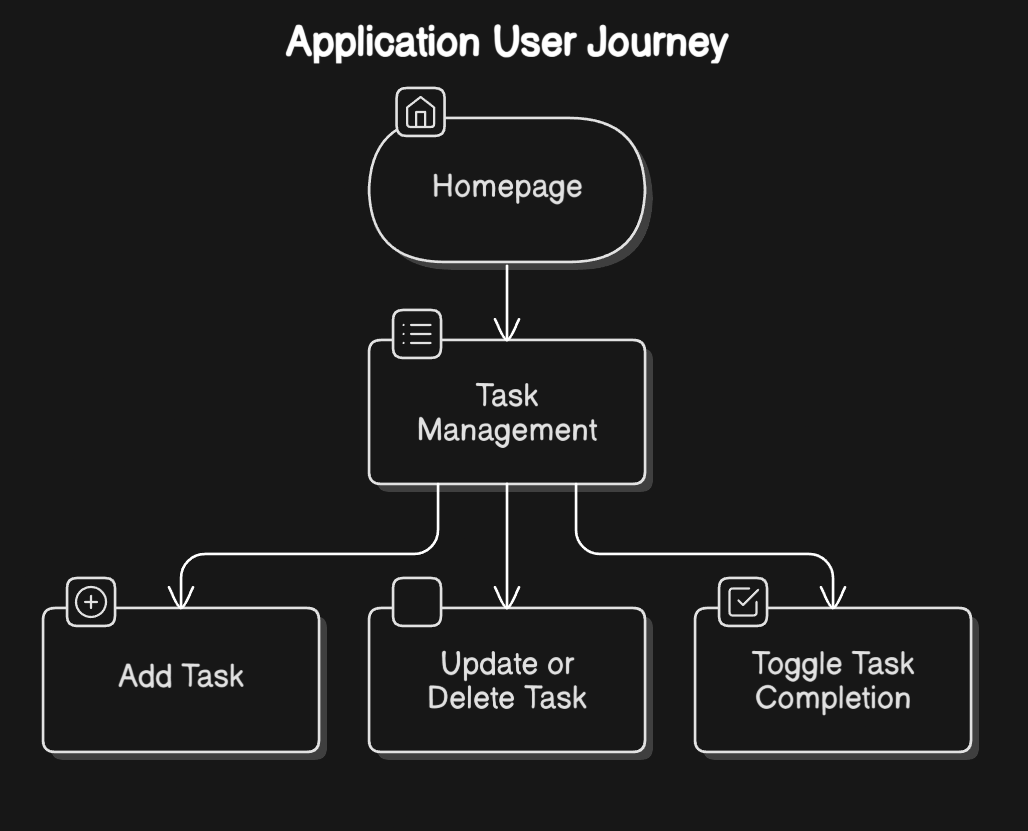 Application User Journey
Homepage
Task
Management
Add Task
Update or
Delete Task
Toggle Task
Completion